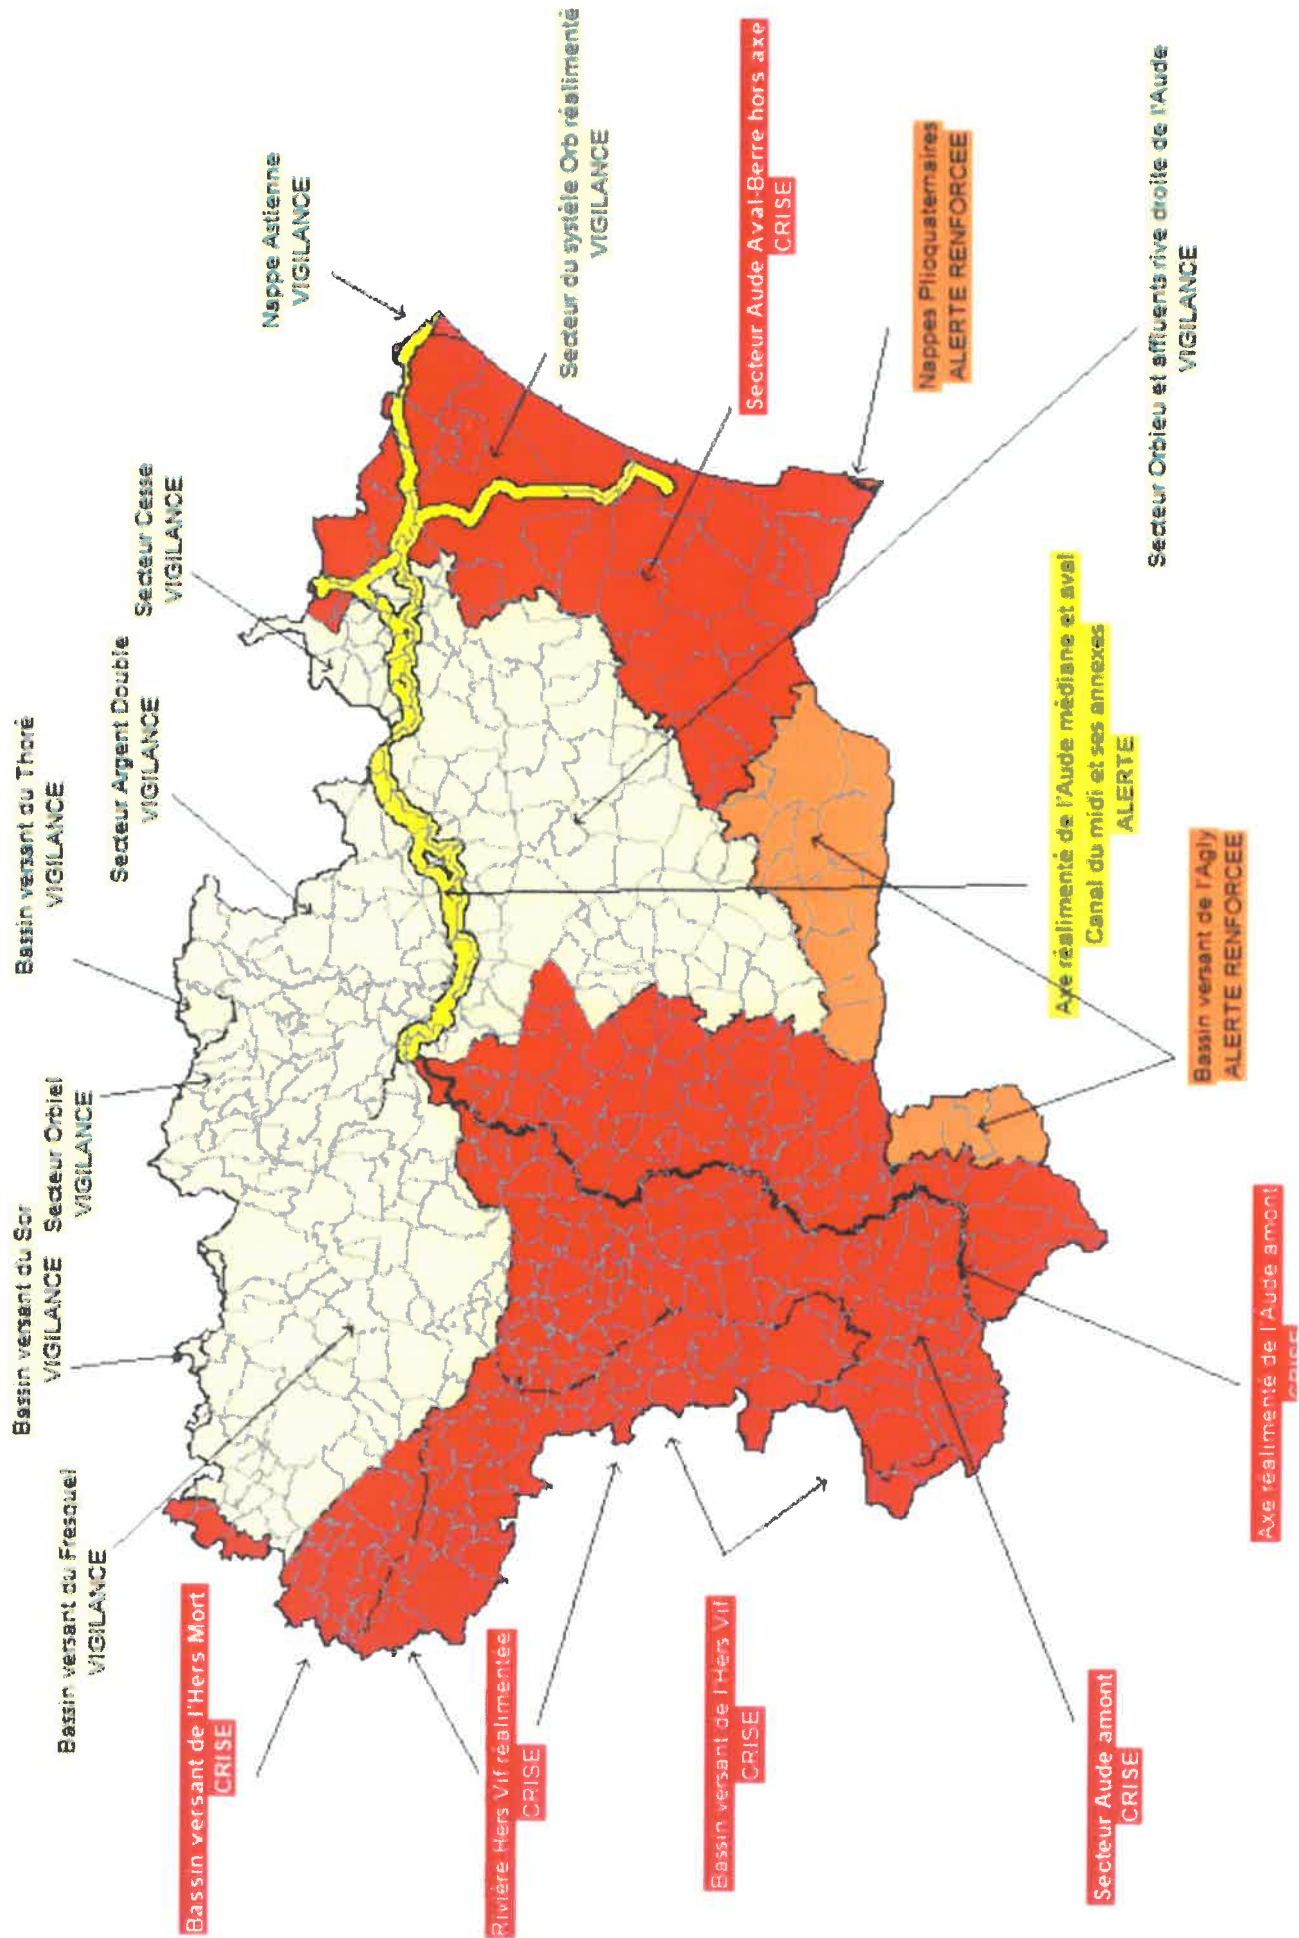 Bassin versant du Fresquel
VIGILANCE
Bassin versant du Sor
VIGILANCE
Secteur Orbiel
VIGILANCE
Bassin versant du Thoré
VIGILANCE
Secteur Argent Double
VIGILANCE
Secteur Cesse
VIGILANCE
Nappe Astienne
VIGILANCE
Secteur du systèle Orb réalimenté
VIGILANCE
Secteur Aude Aval-Berre hors axe
CRISE
Nappes Plioquaternaires
ALERTE RENFORCEE
Secteur Orbieu et affluents rive droite de l'Aude
VIGILANCE
Axe réalimenté de l'Aude médiane et aval
Canal du midi et ses annexes
ALERTE
Bassin versant de l'Agly
ALERTE RENFORCEE
Axe réalimenté de l'Aude amont
CRISE
Secteur Aude amont
CRISE
Bassin versant de l'Hers Vif
CRISE
Rivière Hers Vif réalimentée
CRISE
Bassin versant de l'Hers Mort
CRISE